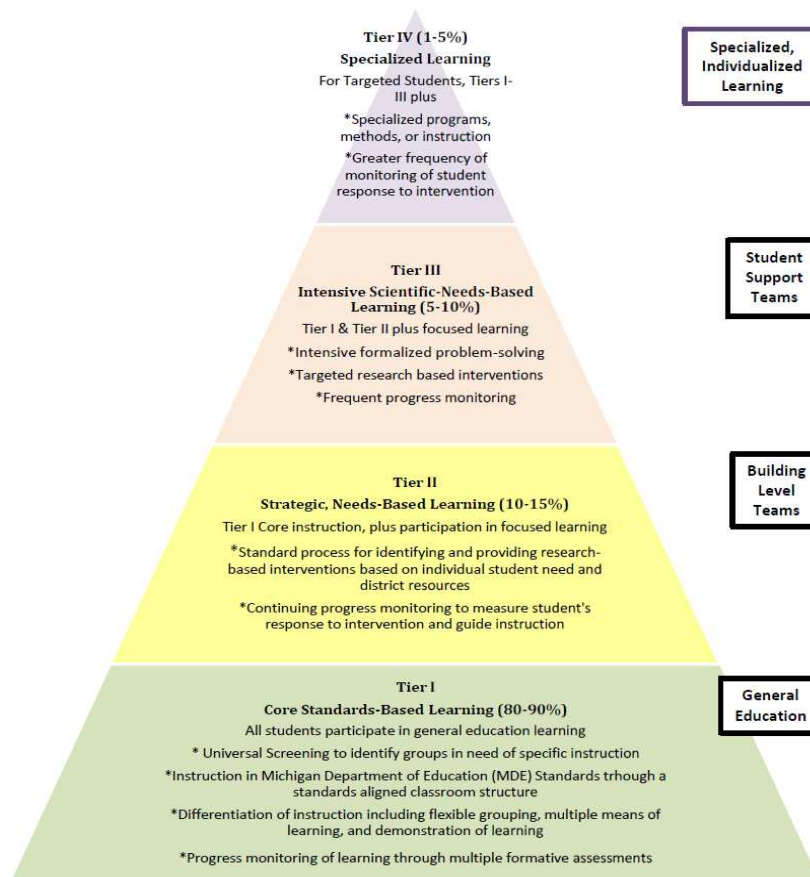 Tier IV (1-5%)
Specialized Learning
For Targeted Students, Tiers I-
III plus
*Specialized programs,
methods, or instruction
*Greater frequency of
monitoring of student
response to intervention
Specialized,
Individualized
Learning
Tier III
Intensive Scientific-Needs-Based
Learning (5-10%)
Tier I & Tier II plus focused learning
*Intensive formalized problem-solving
*Targeted research based interventions
*Frequent progress monitoring
Student
Support
Teams
Tier II
Strategic, Needs-Based Learning (10-15%)
Tier I Core instruction, plus participation in focused learning
*Standard process for identifying and providing research-
based interventions based on individual student need and
district resources
*Continuing progress monitoring to measure student's
response to intervention and guide instruction
Building
Level
Teams
Tier I
Core Standards-Based Learning (80-90%)
All students participate in general education learning
* Universal Screening to identify groups in need of specific instruction
*Instruction in Michigan Department of Education (MDE) Standards trhough a
standards aligned classroom structure
*Differentiation of instruction including flexible grouping, multiple means of
learning, and demonstration of learning
*Progress monitoring of learning through multiple formative assessments
General
Education